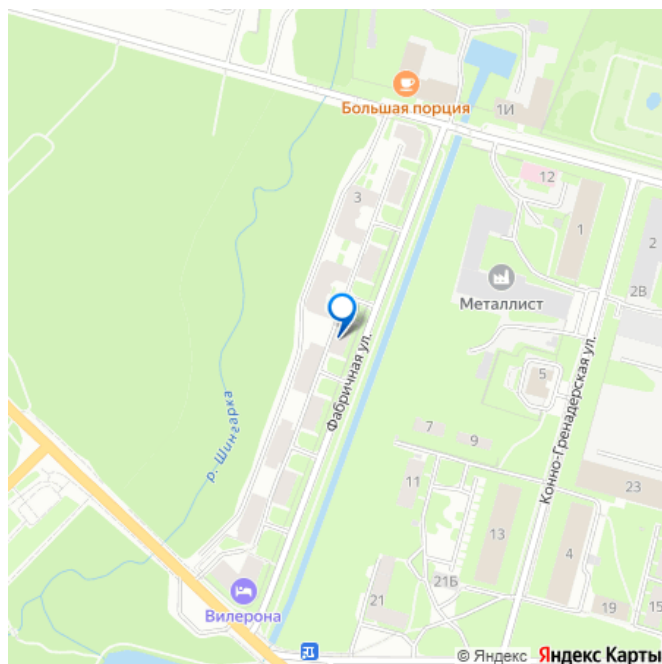 Большая порция
1И
12
3
1
2
2В
Металлист
Фабричная ул.
5
р. Шингарка
Конно-Гренадерская ул.
7
9
11
23
13
4
21Б
Вилерона
21
19
15
© Яндекс Яндекс Карты